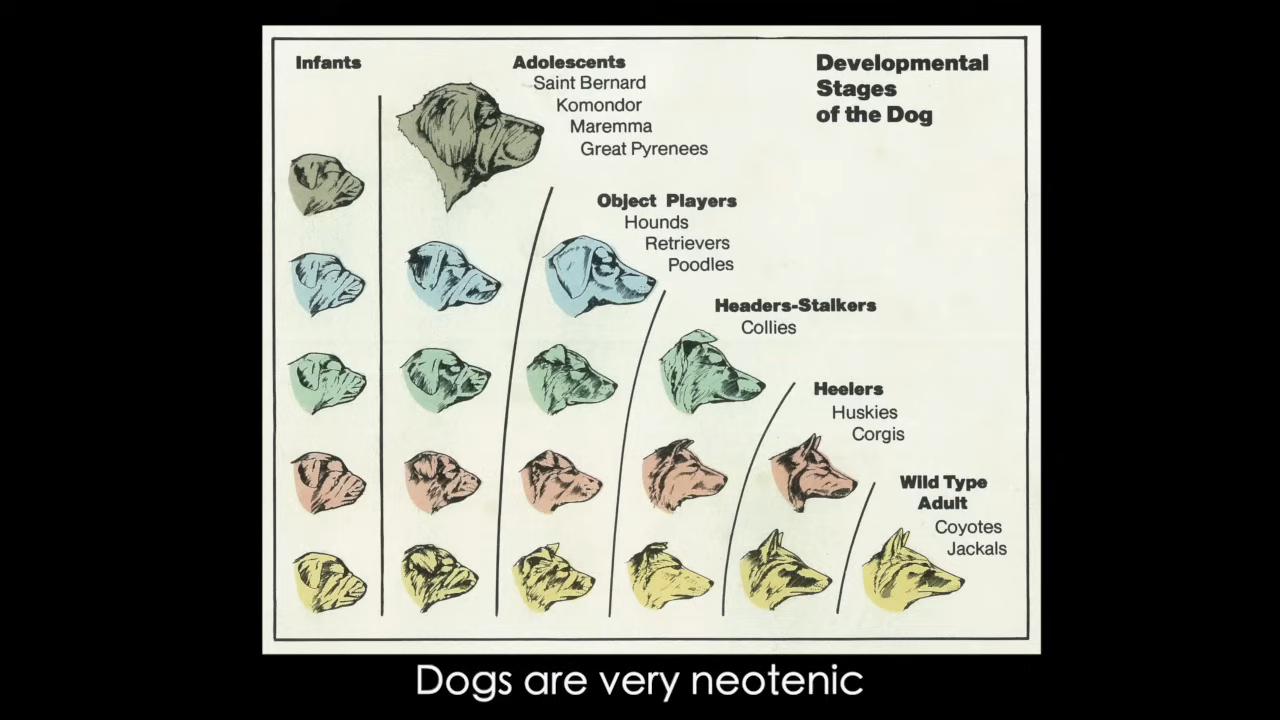 Infants
Adolescents
Saint Bernard
Komondor
Maremma
Great Pyrenees
Developmental
Stages
of the Dog
Object Players
Hounds
Retrievers
Poodles
Headers-Stalkers
Collies
Heelers
Huskies
Corgis
Wild Type
Adult
Coyotes
Jackals
Dogs are very neotenic